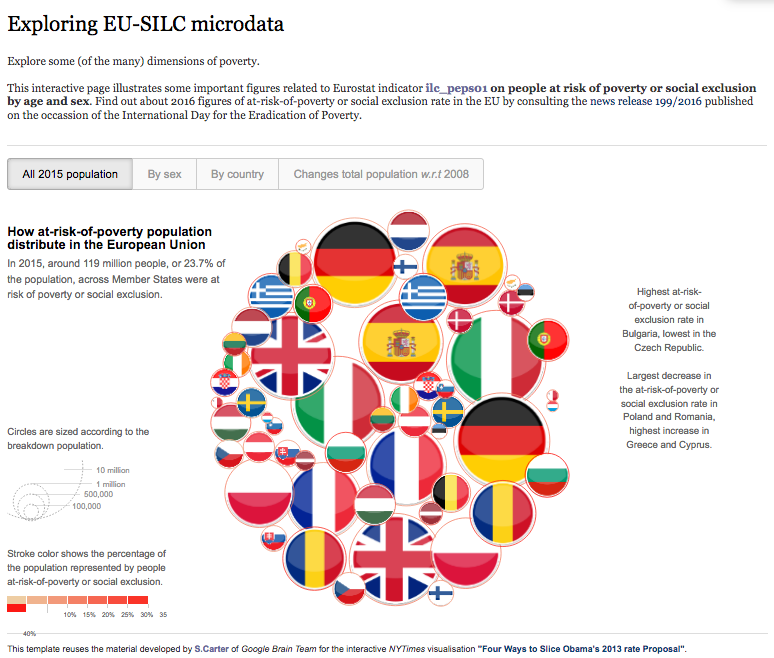 Exploring EU-SILC microdata
Explore some (of the many) dimensions of poverty.
This interactive page illustrates some important figures related to Eurostat indicator ilc_peps01 on people at risk of poverty or social exclusion
by age and sex. Find out about 2016 figures of at-risk-of-poverty or social exclusion rate in the EU by consulting the news release 199/2016 published
on the occassion of the International Day for the Eradication of Poverty.
All 2015 population
By sex
By country
Changes total population w.r.t 2008
How at-risk-of-poverty population
distribute in the European Union
In 2015, around 119 million people, or 23.7% of
the population, across Member States were at
risk of poverty or social exclusion.
Highest at-risk-
of-poverty or social
exclusion rate in
Bulgaria, lowest in the
Czech Republic.
Largest decrease in
the at-risk-of-poverty or
social exclusion rate in
Poland and Romania,
highest increase in
Greece and Cyprus.
Circles are sized according to the
breakdown population.
10 million
1 million
500,000
100,000
Stroke color shows the percentage of
the population represented by people
at-risk-of-poverty or social exclusion.
10% 15% 20% 25% 30% 35
40%
This template reuses the material developed by S.Carter of Google Brain Team for the interactive NYTimes visualisation "Four Ways to Slice Obama's 2013 rate Proposal".